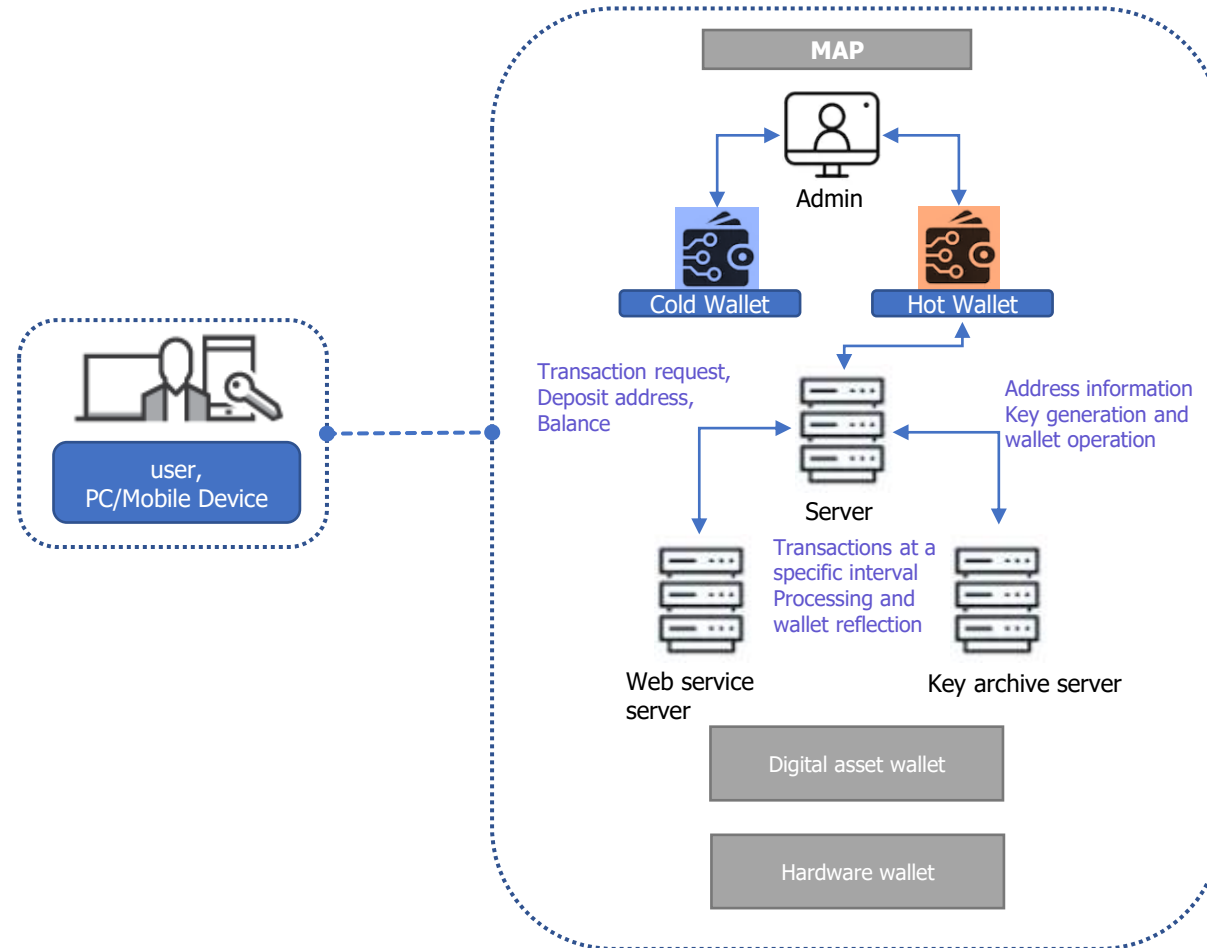 MAP
Admin
Cold Wallet
Hot Wallet
user,
PC/Mobile Device
Transaction request,
Deposit address,
Balance
Address information
Key generation and
wallet operation
Server
Transactions at a
specific interval
Processing and
wallet reflection
Web service
server
Key archive server
Digital asset wallet
Hardware wallet